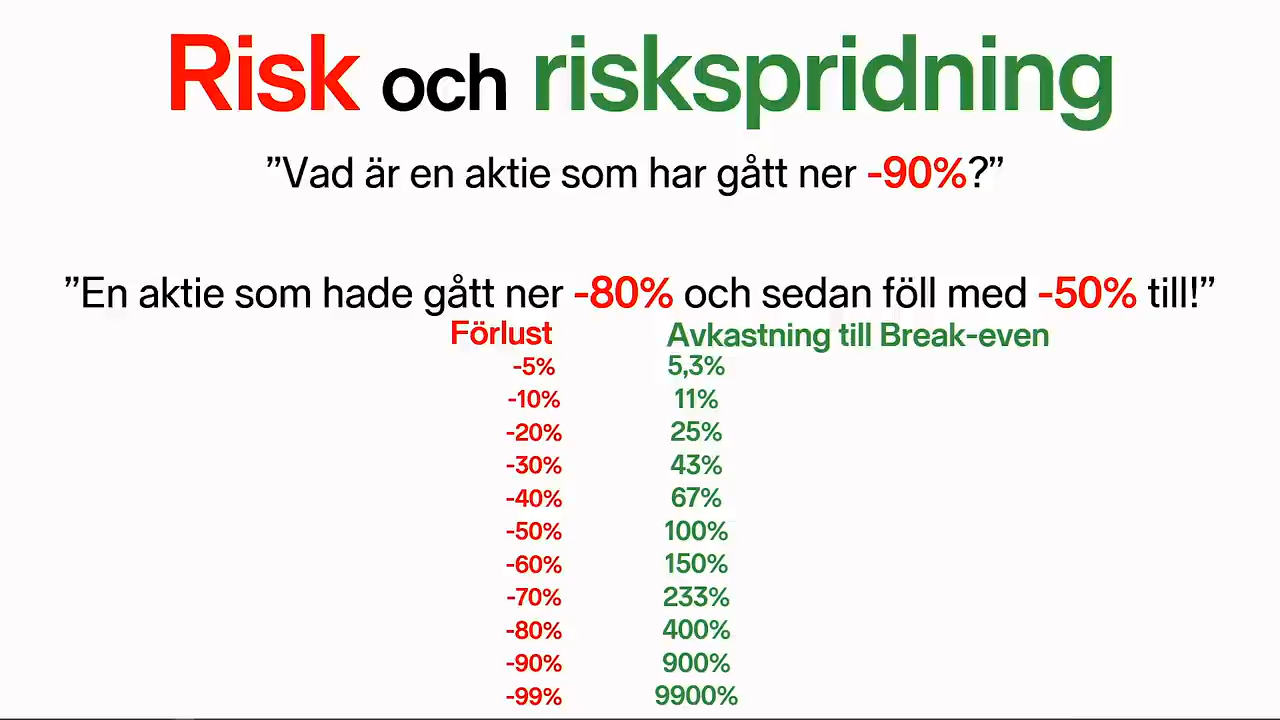 Risk och riskspridning
”Vad är en aktie som har gått ner -90%?”
”En aktie som hade gått ner -80% och sedan föll med -50% till!”
Förlust Avkastning till Break-even
-5% 5,3%
-10% 11%
-20% 25%
-30% 43%
-40% 67%
-50% 100%
-60% 150%
-70% 233%
-80% 400%
-90% 900%
-99% 9900%